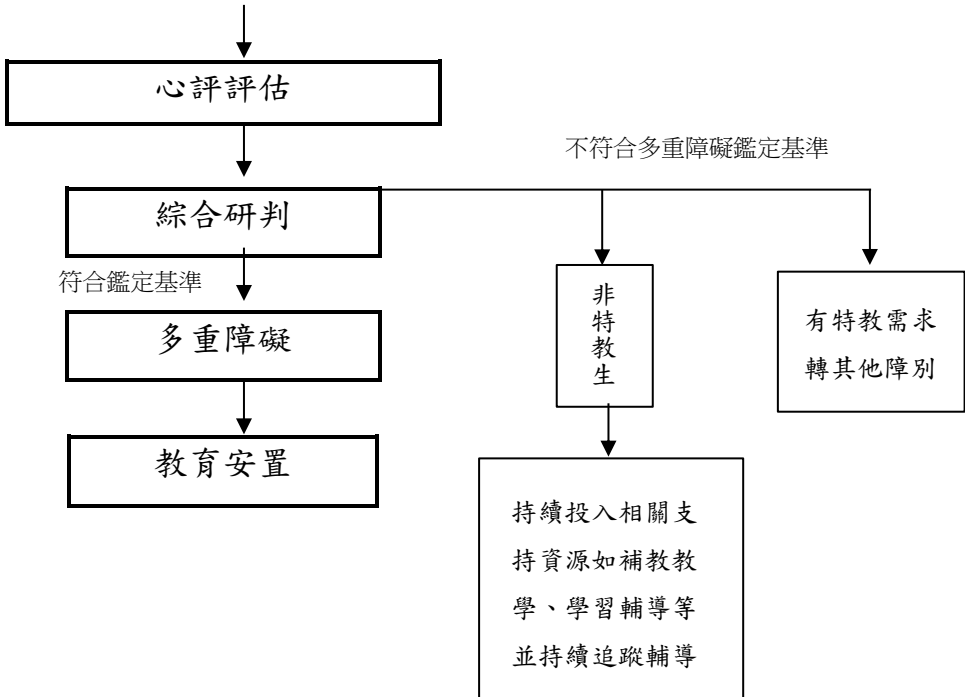 心評評估
不符合多重障礙鑑定基準
綜合研判
符合鑑定基準
非
特
教
生
有特教需求
轉其他障別
多重障礙
教育安置
持續投入相關支
持資源如補教教
學、學習輔導等
並持續追蹤輔導